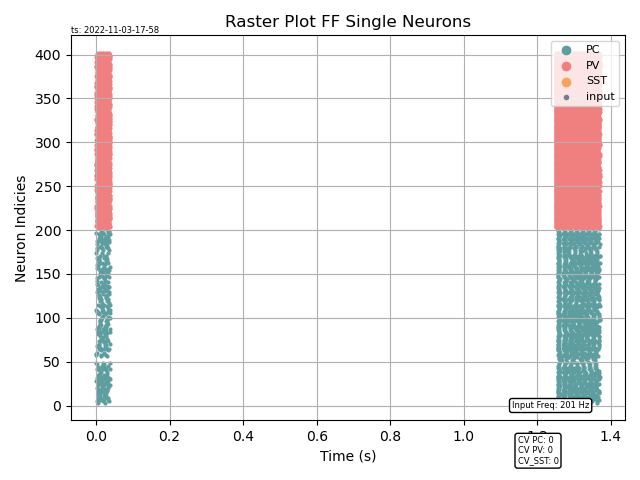 Raster Plot FF Single Neurons
ts: 2022-11-03-17-58
PC
PV
SST
input
400
350
300
250
200
150
100
50
0
Neuron Indicies
Input Freq: 201 Hz
0.0 0.2 0.4 0.6 0.8 1.0 1.2 1.4
Time (s)
CV PC: 0
CV PV: 0
CV_SST: 0